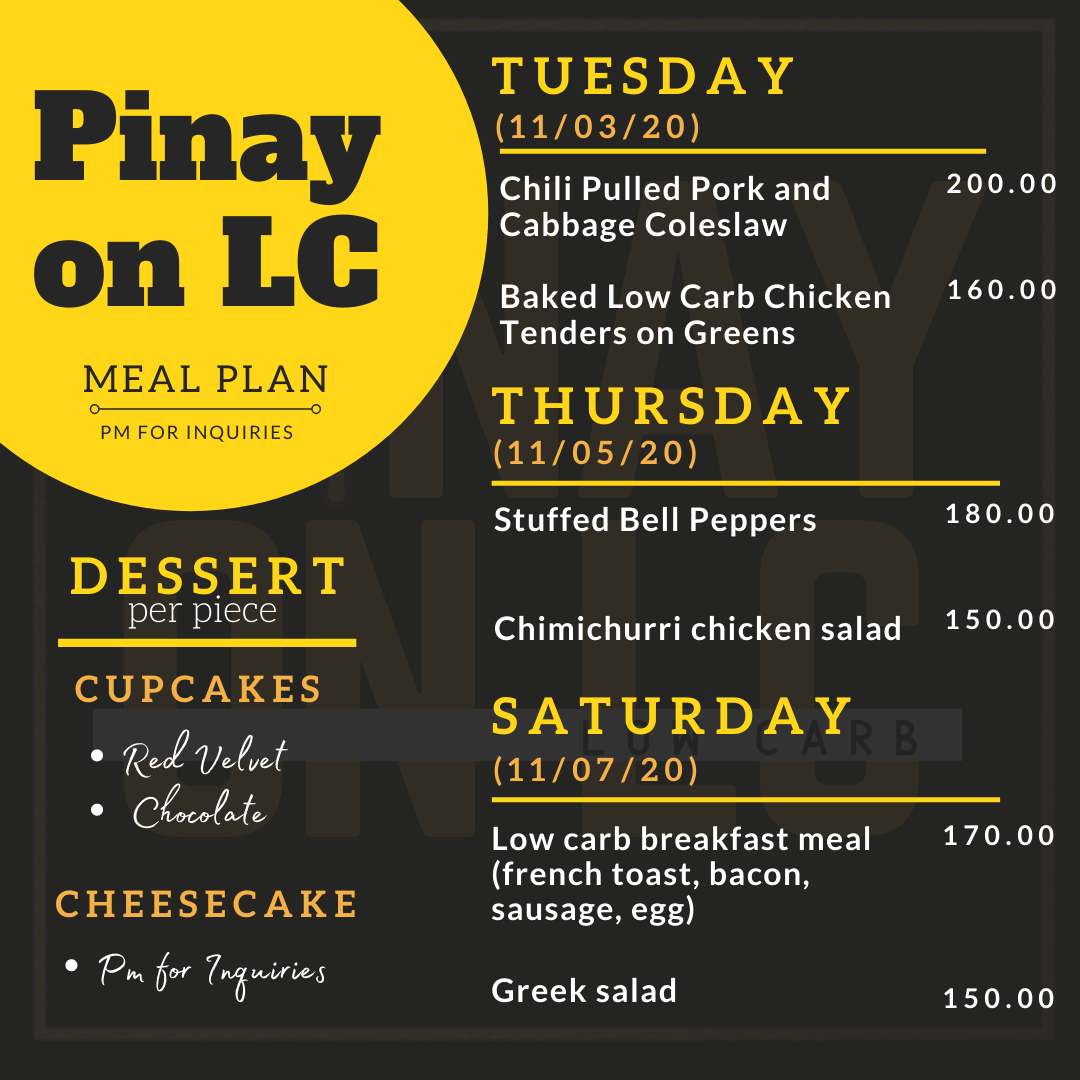 Pinay
on LC
MEAL PLAN
PM FOR INQUIRIES
DESSERT
per piece
CUPCAKES
• Red Velvet
• Chocolate
CHEESECAKE
• Pm for Inquiries
TUESDAY
(11/03/20)
Chili Pulled Pork and 200.00
Cabbage Coleslaw
Baked Low Carb Chicken 160.00
Tenders on Greens
THURSDAY
(11/05/20)
Stuffed Bell Peppers 180.00
Chimichurri chicken salad 150.00
SATURDAY
(11/07/20)
Low carb breakfast meal 170.00
(french toast, bacon,
sausage, egg)
Greek salad 150.00
PINAY
ON LC
LOW CARB